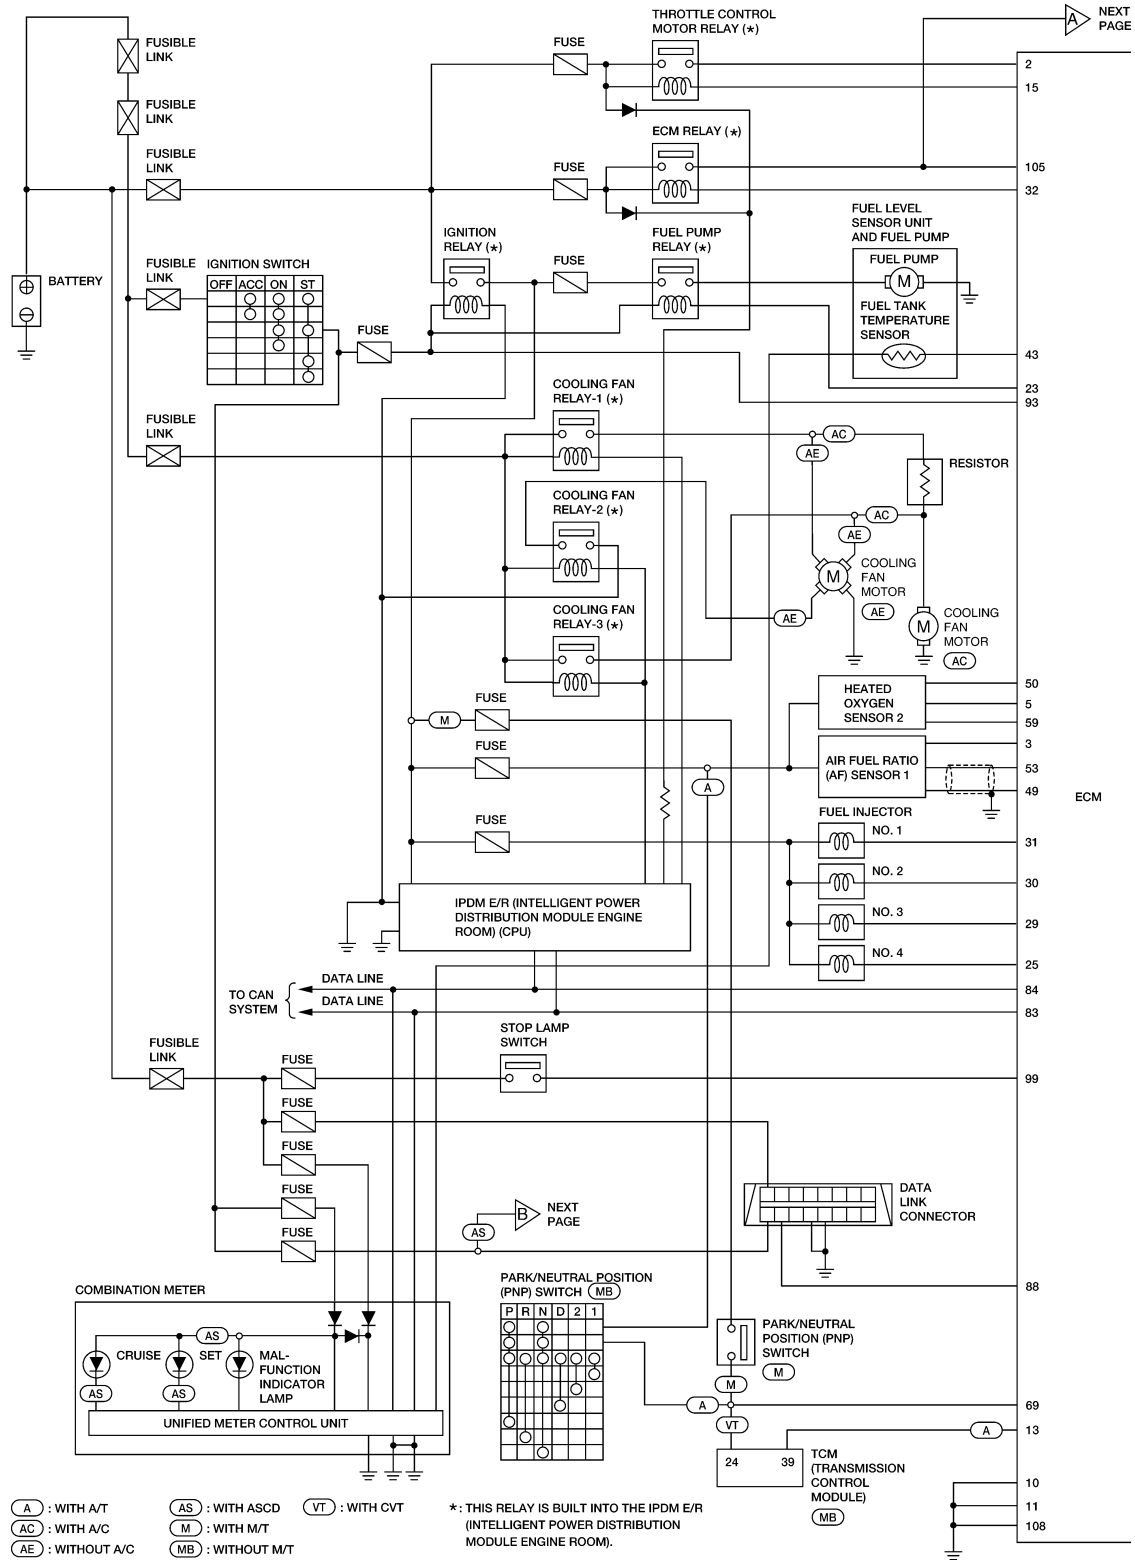 THROTTLE CONTROL
MOTOR RELAY (*)
A
NEXT
PAGE
FUSIBLE
LINK
FUSE
2
15
FUSIBLE
LINK
ECM RELAY (*)
FUSIBLE
LINK
FUSE
105
32
FUEL LEVEL
SENSOR UNIT
AND FUEL PUMP
IGNITION
RELAY (*)
FUEL PUMP
RELAY (*)
FUSIBLE
LINK
IGNITION SWITCH
OFF ACC ON ST
FUSE
FUEL PUMP
M
BATTERY
FUEL TANK
TEMPERATURE
SENSOR
FUSE
43
23
93
COOLING FAN
RELAY-1 (*)
FUSIBLE
LINK
AC
AE
RESISTOR
COOLING FAN
RELAY-2 (*)
AC
AE
M
COOLING
FAN
MOTOR
AE
COOLING FAN
RELAY-3 (*)
AE
M
COOLING
FAN
MOTOR
AC
HEATED
OXYGEN
SENSOR 2
50
5
59
M
FUSE
FUSE
A
AIR FUEL RATIO
(AF) SENSOR 1
3
53
49
ECM
FUEL INJECTOR
FUSE
NO. 1
31
NO. 2
30
NO. 3
29
NO. 4
25
IPDM E/R (INTELLIGENT POWER
DISTRIBUTION MODULE ENGINE
ROOM) (CPU)
TO CAN
SYSTEM
DATA LINE
84
DATA LINE
83
STOP LAMP
SWITCH
FUSIBLE
LINK
FUSE
99
FUSE
FUSE
FUSE
FUSE
B
NEXT
PAGE
AS
DATA
LINK
CONNECTOR
88
COMBINATION METER
PARK/NEUTRAL POSITION
(PNP) SWITCH MB
P R N D 2 1
PARK/NEUTRAL
POSITION (PNP)
SWITCH
M
AS
CRUISE
SET
MAL-
FUNCTION
INDICATOR
LAMP
AS
AS
UNIFIED METER CONTROL UNIT
M
A
VT
69
A
13
24 39
TCM
(TRANSMISSION
CONTROL
MODULE)
MB
10
11
108
A : WITH A/T
AC : WITH A/C
AE : WITHOUT A/C
AS : WITH ASCD
M : WITH M/T
MB : WITHOUT M/T
VT : WITH CVT
* : THIS RELAY IS BUILT INTO THE IPDM E/R
(INTELLIGENT POWER DISTRIBUTION
MODULE ENGINE ROOM).